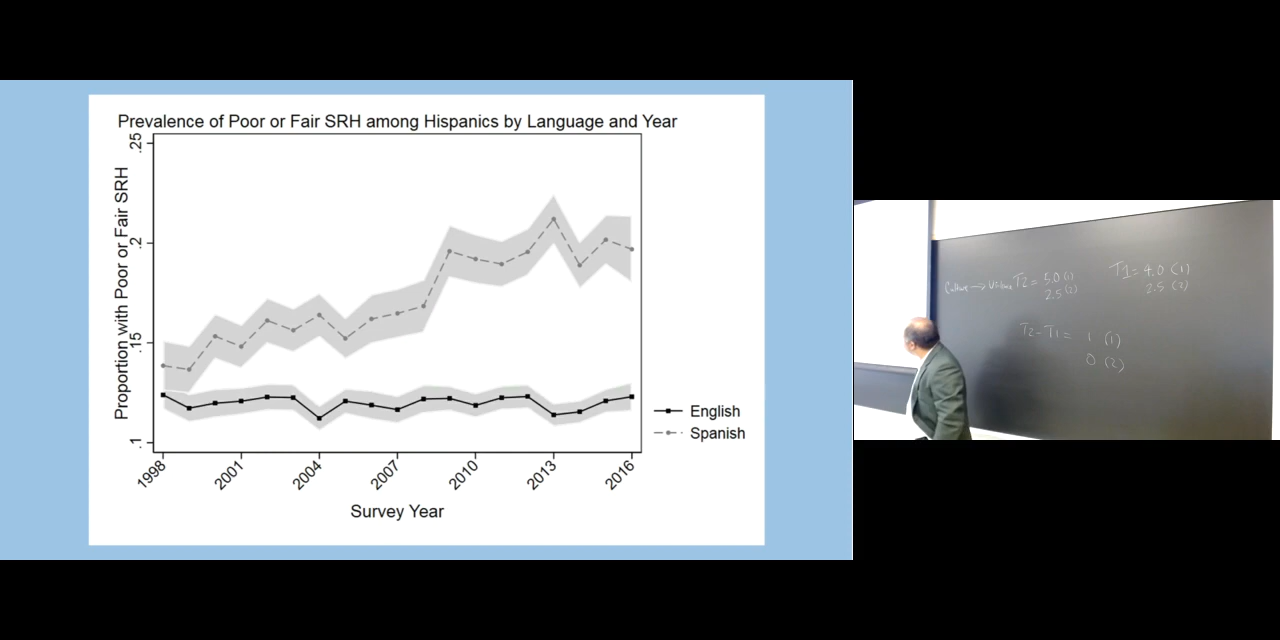 Prevalence of Poor or Fair SRH among Hispanics by Language and Year
Proportion with Poor or Fair SRH
.25
.2
.15
.1
1998
2001
2004
2007
2010
2013
2016
Survey Year
English
Spanish
Culture → T2 = 5.0 (1)
2.5 (2)
T1 = 4.0 (1)
2.5 (2)
T2 - T1 = 1 (1)
0 (2)